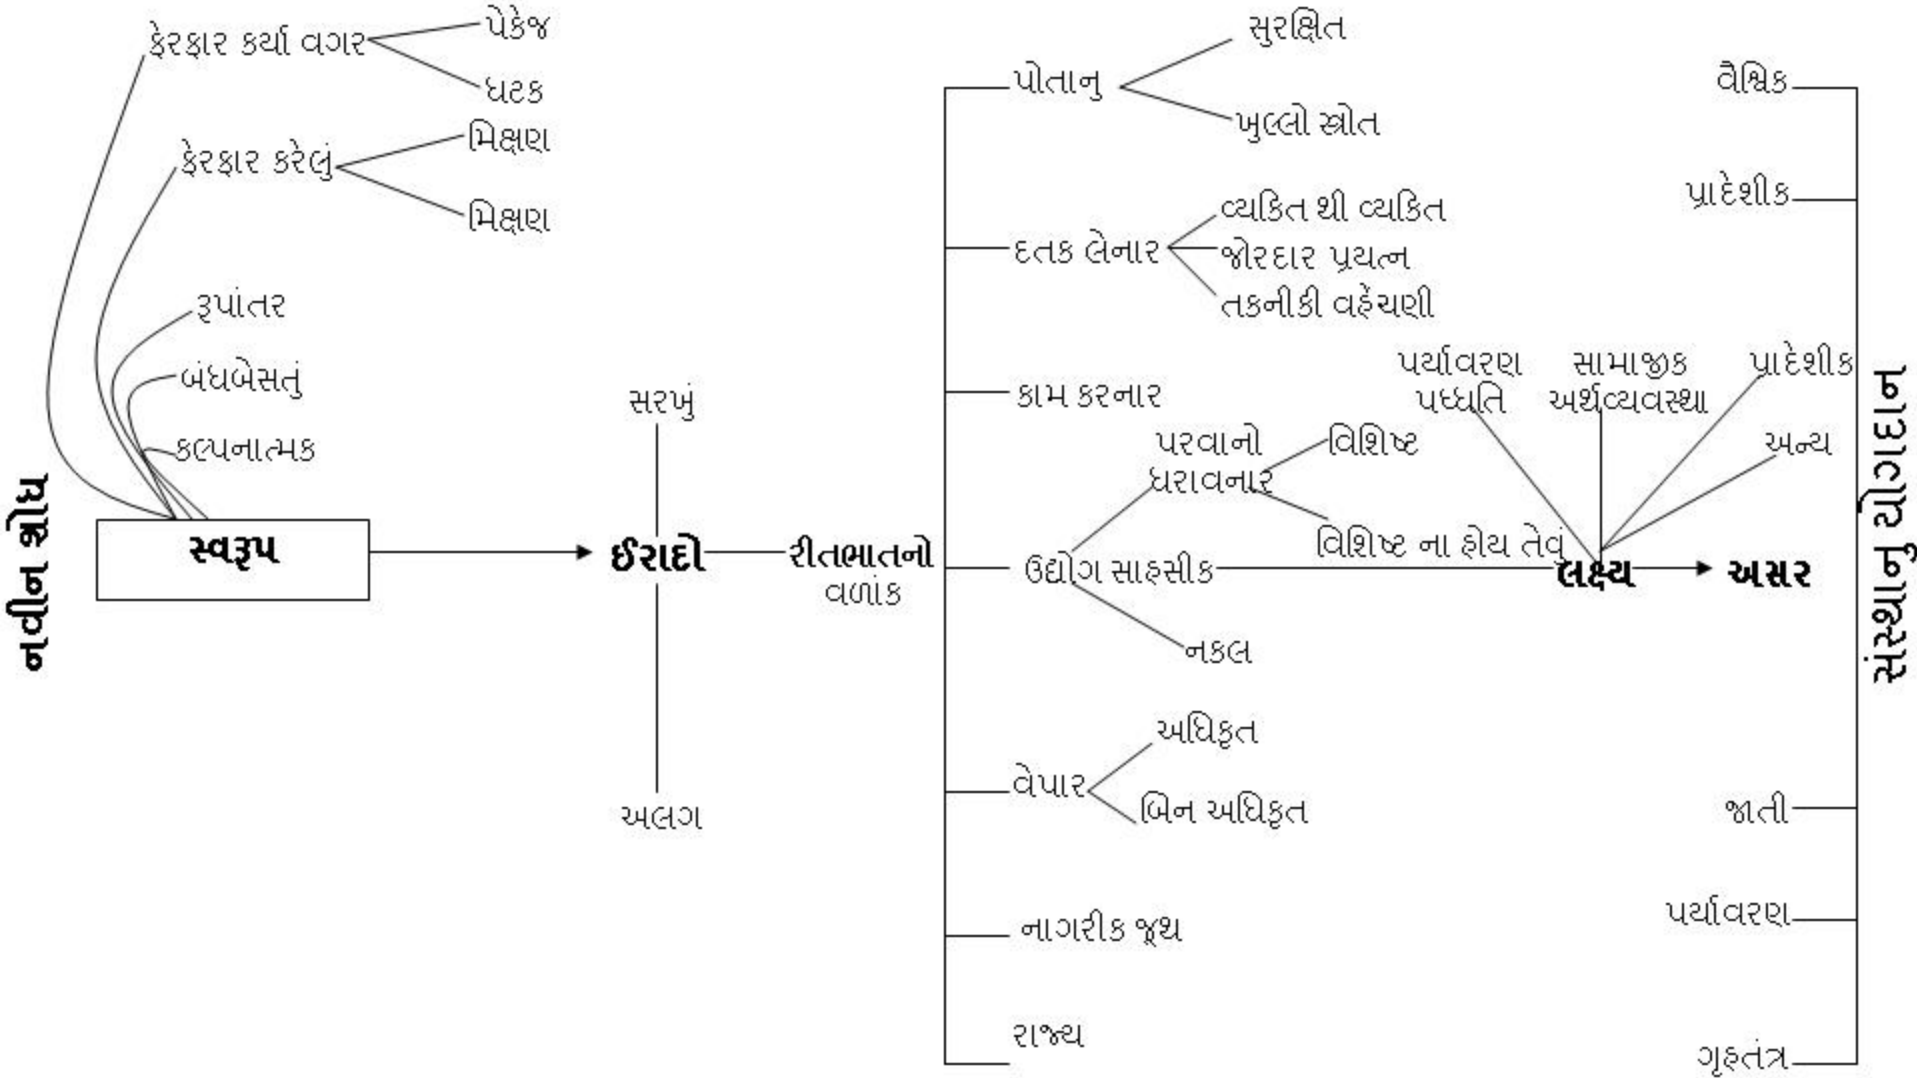 નવીન શોધ
ફેરફાર કર્યા વગર
પેકેજ
ઘટક
ફેરફાર કરેલું
મિક્ષણ
મિક્ષણ
રૂપાંતર
બંધબેસતું
કલ્પનાત્મક
સ્વરૂપ
સરખું
ઈરાદો
અલગ
રીતભાતનો
વળાંક
પોતાનુ
સુરક્ષિત
ખુલ્લો સ્ત્રોત
દતક લેનાર
વ્યકિત થી વ્યકિત
જોરદાર પ્રયત્ન
તકનીકી વહેંચણી
કામ કરનાર
પરવાનો
ધરાવનાર
વિશિષ્ટ
વિશિષ્ટ ના હોય તેવું
ઉદ્યોગ સાહસીક
નકલ
વેપાર
અધિકૃત
બિન અધિકૃત
નાગરીક જૂથ
રાજ્ય
પર્યાવરણ
પધ્ધતિ
સામાજીક
અર્થવ્યવસ્થા
પ્રાદેશીક
અન્ય
લક્ષ્ય
અસર
વૈશ્વિક
પ્રાદેશીક
જાતી
પર્યાવરણ
ગૃહતંત્ર
સંસ્થાનુ યોગદાન